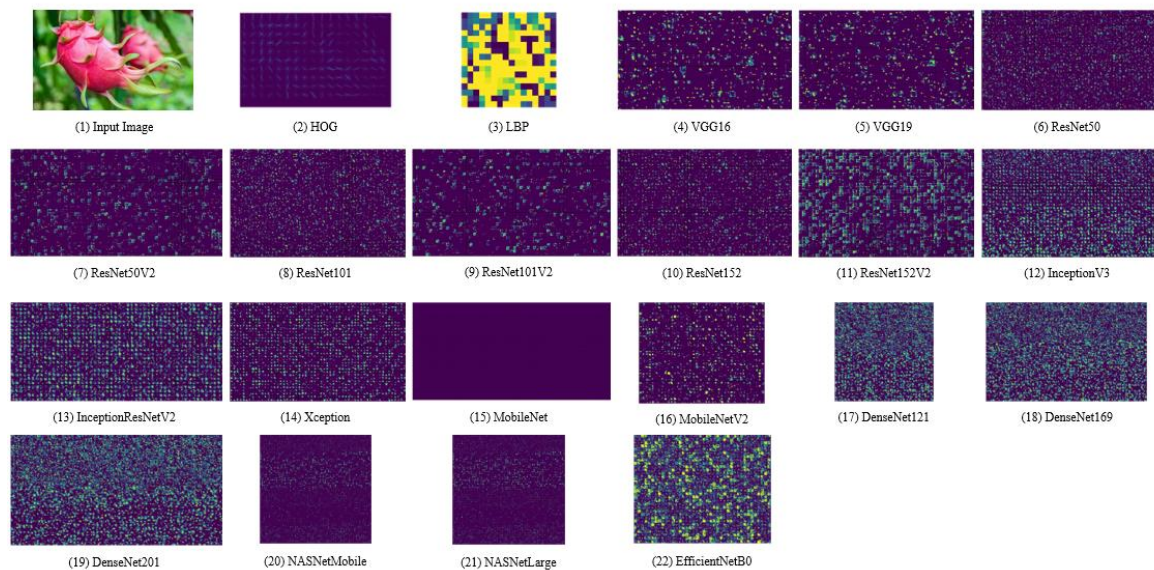 (1) Input Image
(2) HOG
(3) LBP
(4) VGG16
(5) VGG19
(6) ResNet50
(7) ResNet50V2
(8) ResNet101
(9) ResNet101V2
(10) ResNet152
(11) ResNet152V2
(12) InceptionV3
(13) InceptionResNetV2
(14) Xception
(15) MobileNet
(16) MobileNetV2
(17) DenseNet121
(18) DenseNet169
(19) DenseNet201
(20) NASNetMobile
(21) NASNetLarge
(22) EfficientNetB0